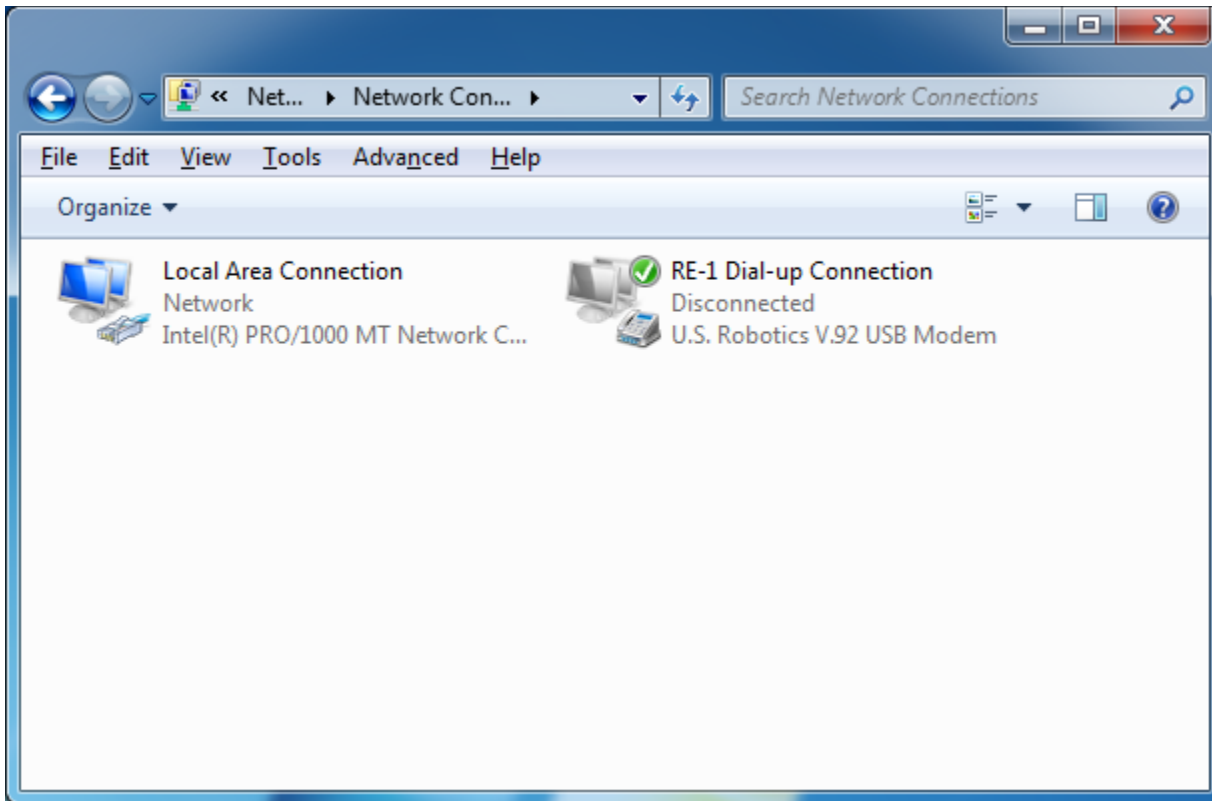 « Net... Network Con...
Search Network Connections
File Edit View Tools Advanced Help
Organize
Local Area Connection
Network
Intel(R) PRO/1000 MT Network C...
RE-1 Dial-up Connection
Disconnected
U.S. Robotics V.92 USB Modem